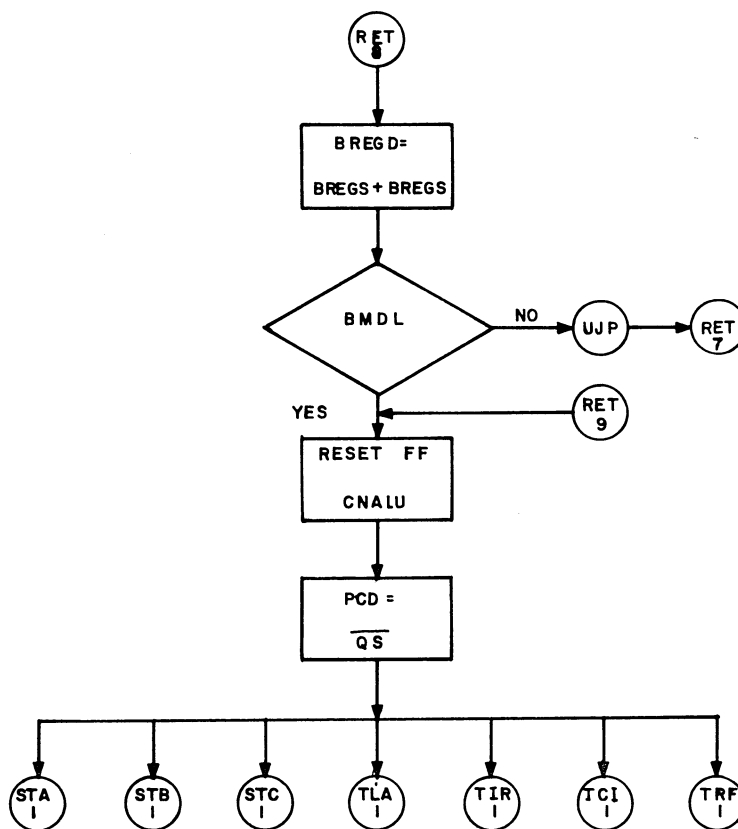 RET
8
BREGD=
BREGS + BREGS
BMDL
NO
UJP
RET
7
YES
RET
9
RESET FF
CNALU
PCD =
QS
STA
1
STB
1
STC
1
TLA
1
TIR
1
TCI
1
TRF
1